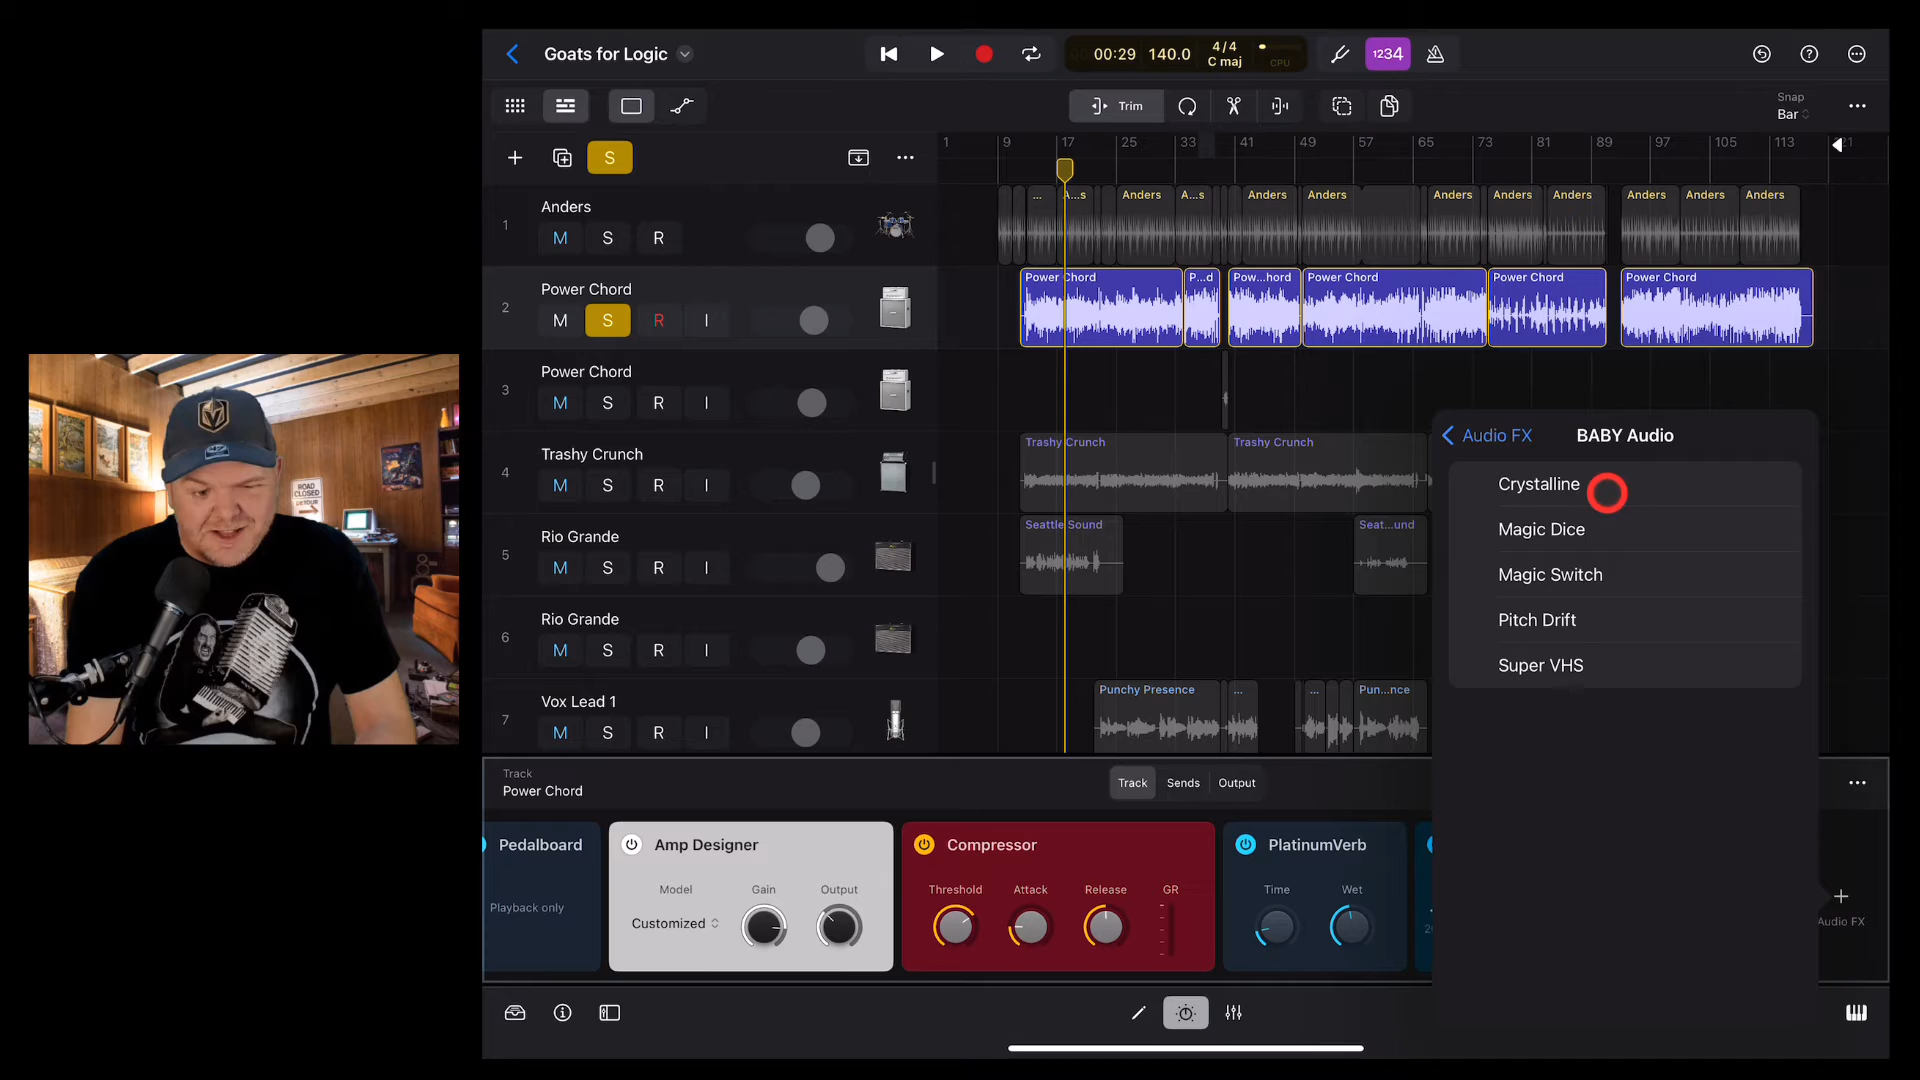 Goats for Logic
00:29
140.0
4/4
C maj
CPU
1234
Trim
Snap
Bar
S
1
9
17
25
33
41
49
57
65
73
81
89
97
105
113
1
Anders
M
S
R
...
A...s
Anders
A...s
Anders
Anders
Anders
Anders
Anders
Anders
Anders
Anders
2
Power Chord
M
S
R
I
Power Chord
P...d
Pow...hord
Power Chord
Power Chord
Power Chord
3
Power Chord
M
S
R
I
4
Trashy Crunch
M
S
R
I
Trashy Crunch
Trashy Crunch
5
Rio Grande
M
S
R
I
Seattle Sound
Seat...und
6
Rio Grande
M
S
R
I
7
Vox Lead 1
M
S
R
I
Punchy Presence
...
...
Pun...nce
Audio FX
BABY Audio
Crystalline
Magic Dice
Magic Switch
Pitch Drift
Super VHS
ROAD
CLOSED
DETOUR
Track
Power Chord
Track
Sends
Output
Pedalboard
Playback only
Amp Designer
Model
Gain
Output
Customized
Compressor
Threshold
Attack
Release
GR
PlatinumVerb
Time
Wet
Audio FX